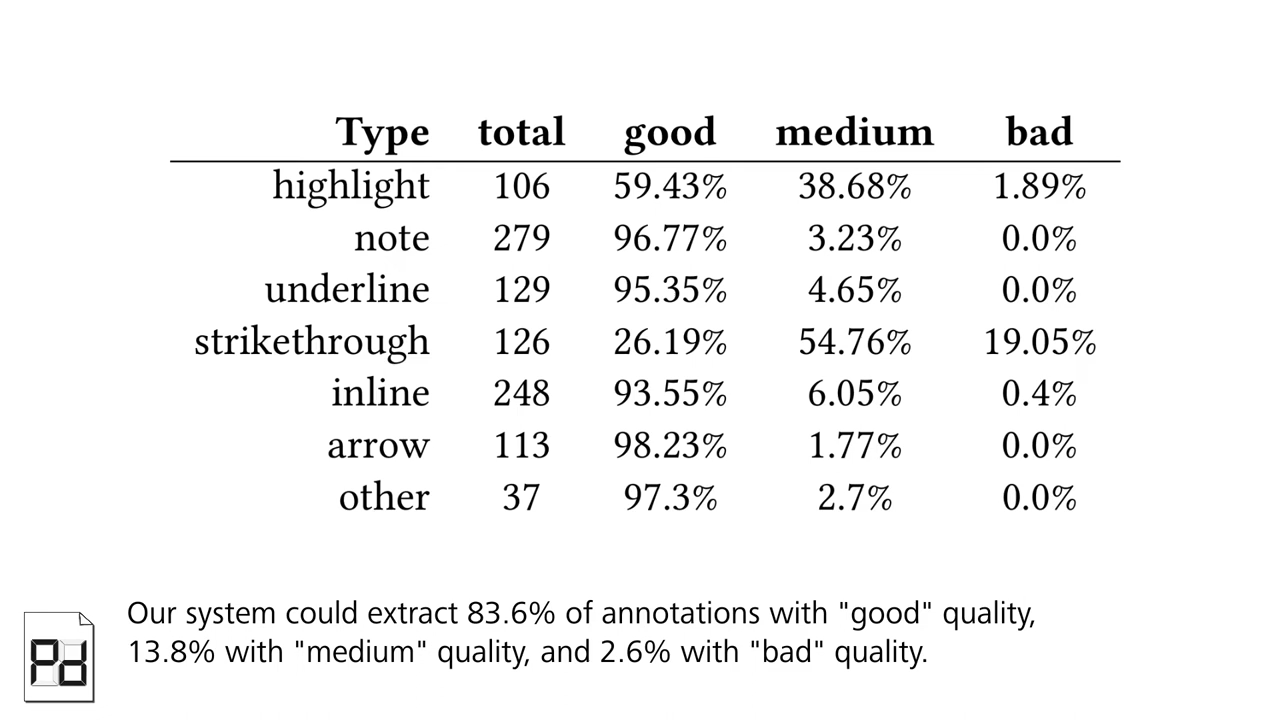 Type total good medium bad
highlight 106 59.43% 38.68% 1.89%
note 279 96.77% 3.23% 0.0%
underline 129 95.35% 4.65% 0.0%
strikethrough 126 26.19% 54.76% 19.05%
inline 248 93.55% 6.05% 0.4%
arrow 113 98.23% 1.77% 0.0%
other 37 97.3% 2.7% 0.0%
Our system could extract 83.6% of annotations with "good" quality,
13.8% with "medium" quality, and 2.6% with "bad" quality.
Pd